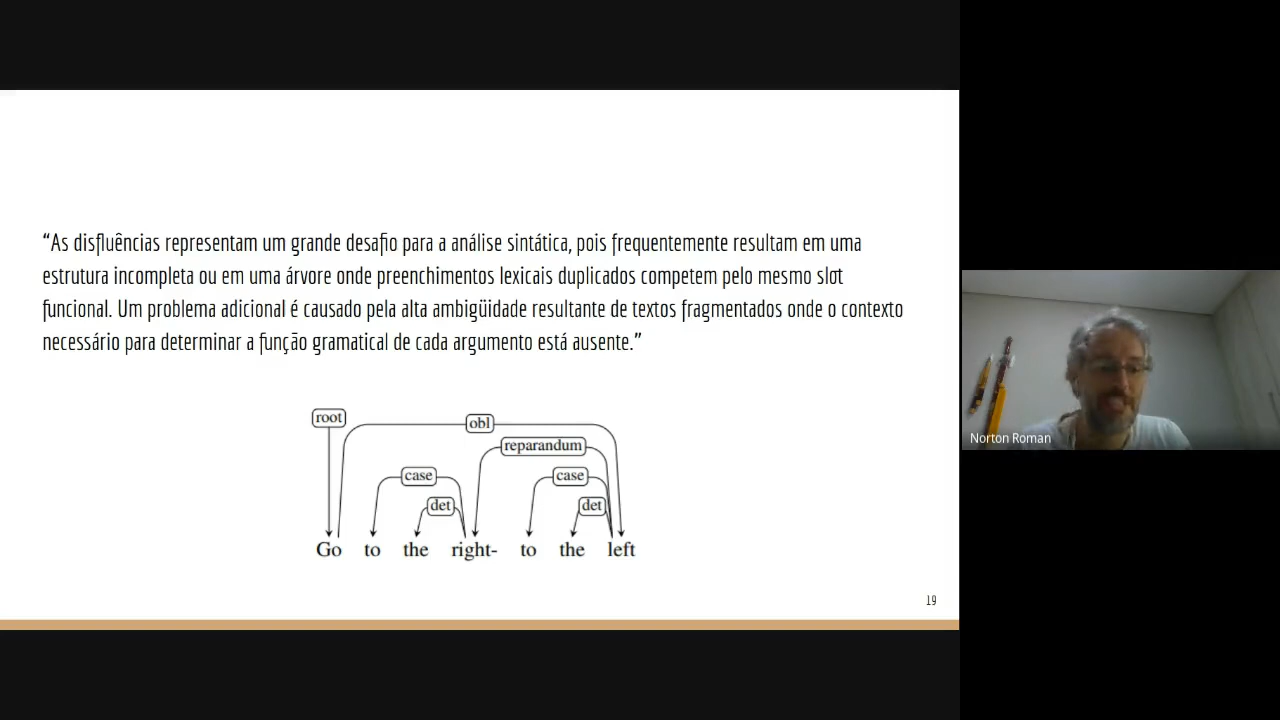 “As disfluências representam um grande desafio para a análise sintática, pois frequentemente resultam em uma
estrutura incompleta ou em uma árvore onde preenchimentos lexicais duplicados competem pelo mesmo slot
funcional. Um problema adicional é causado pela alta ambigüidade resultante de textos fragmentados onde o contexto
necessário para determinar a função gramatical de cada argumento está ausente.”
root
obl
reparandum
case
case
det
det
Go to the right- to the left
19
Norton Roman